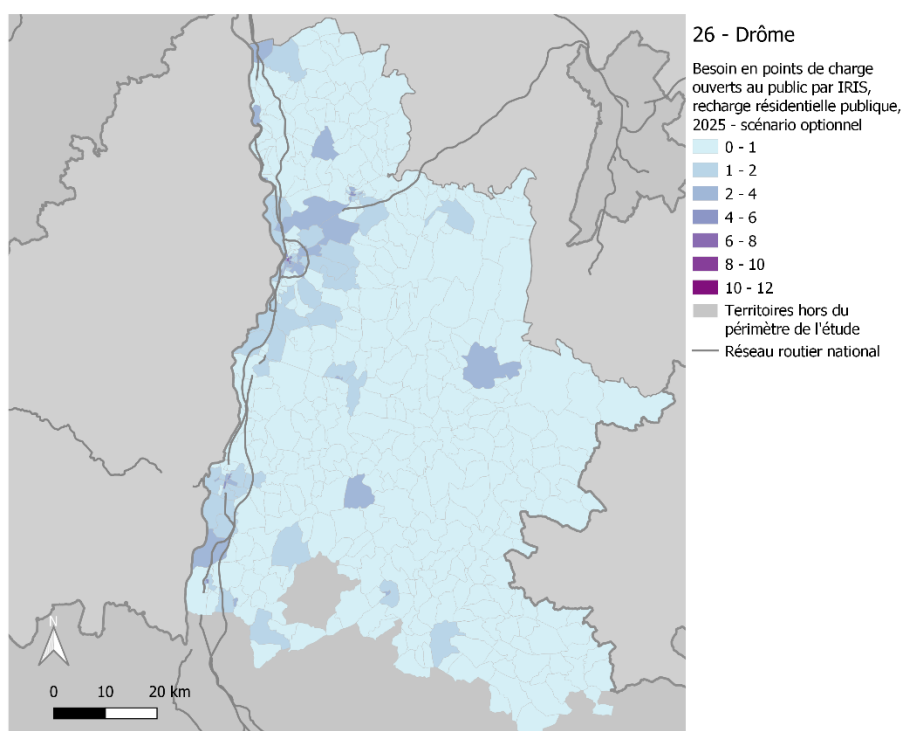 26 - Drôme
Besoin en points de charge
ouverts au public par IRIS,
recharge résidentielle publique,
2025 - scénario optionnel
0 - 1
1 - 2
2 - 4
4 - 6
6 - 8
8 - 10
10 - 12
Territoires hors du
périmètre de l'étude
Réseau routier national
N
0 10 20 km